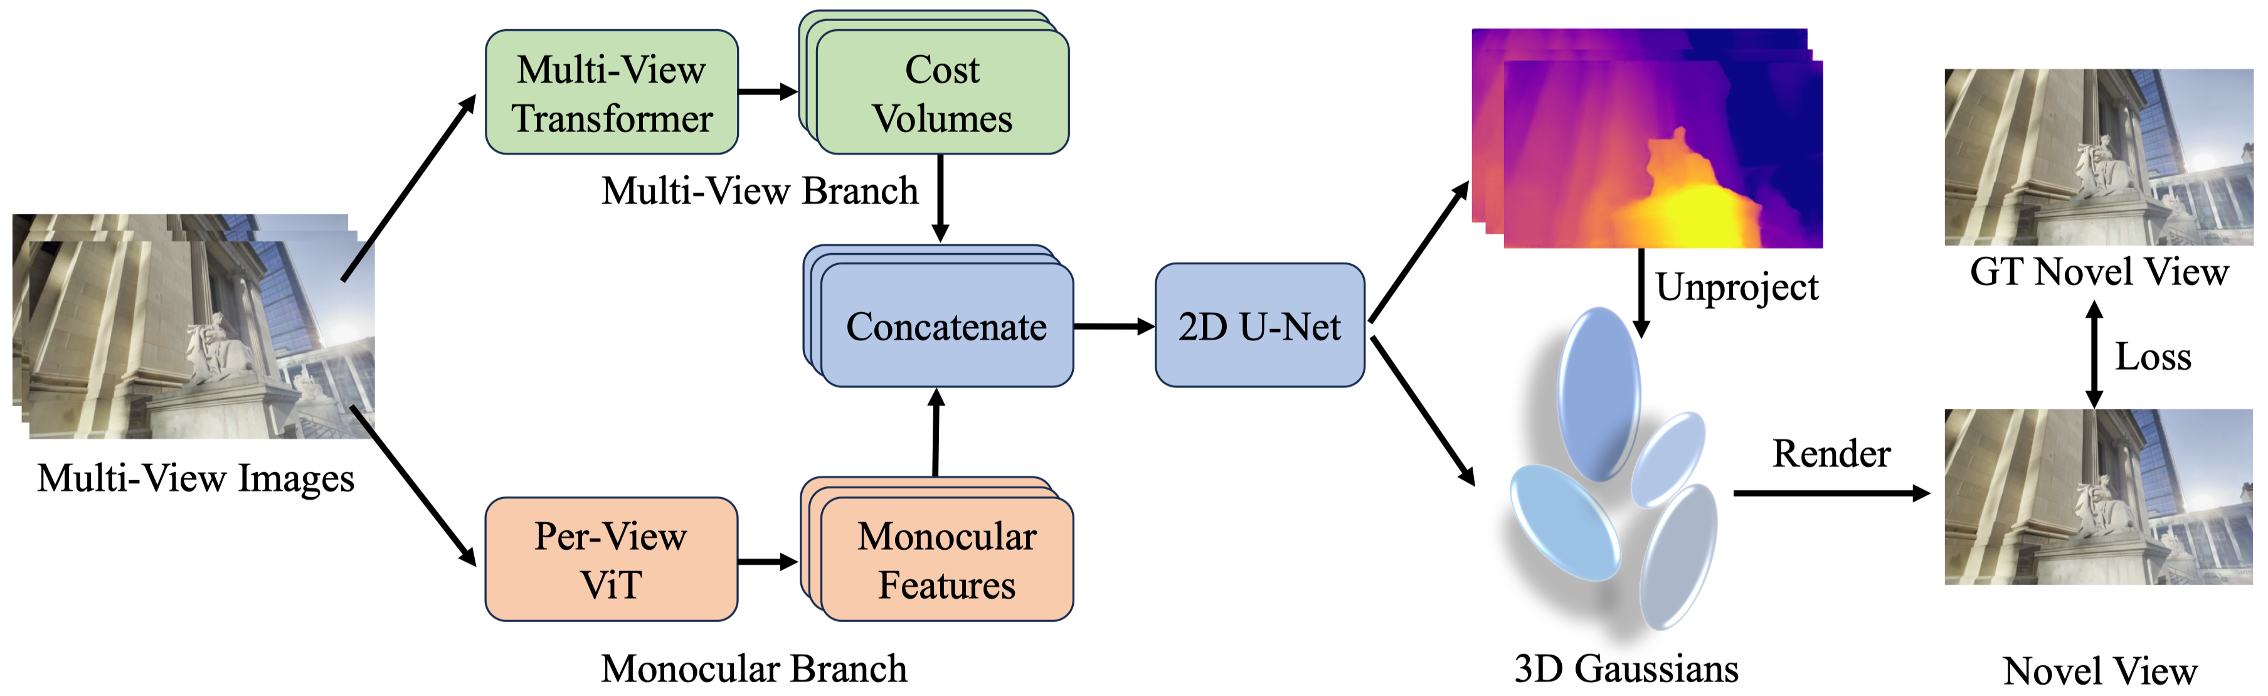 Multi-View
Transformer
Cost
Volumes
Multi-View Branch
Multi-View Images
Concatenate
2D U-Net
Per-View
ViT
Monocular
Features
Monocular Branch
Unproject
3D Gaussians
Render
GT Novel View
Loss
Novel View